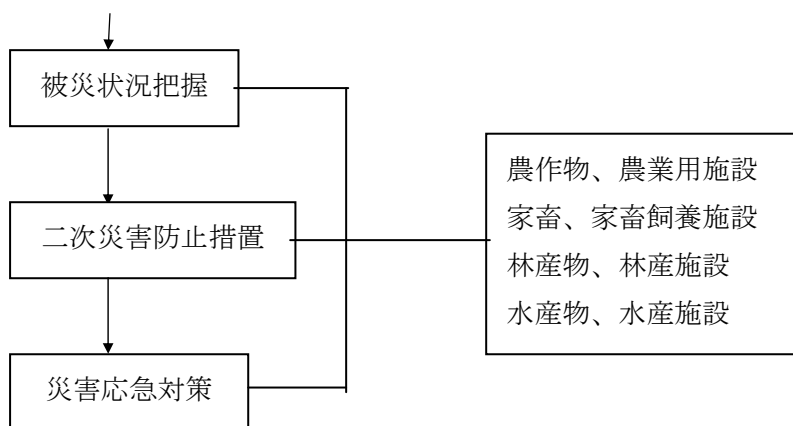 被災状況把握
二次災害防止措置
災害応急対策
農作物、農業用施設
家畜、家畜飼養施設
林産物、林産施設
水産物、水産施設